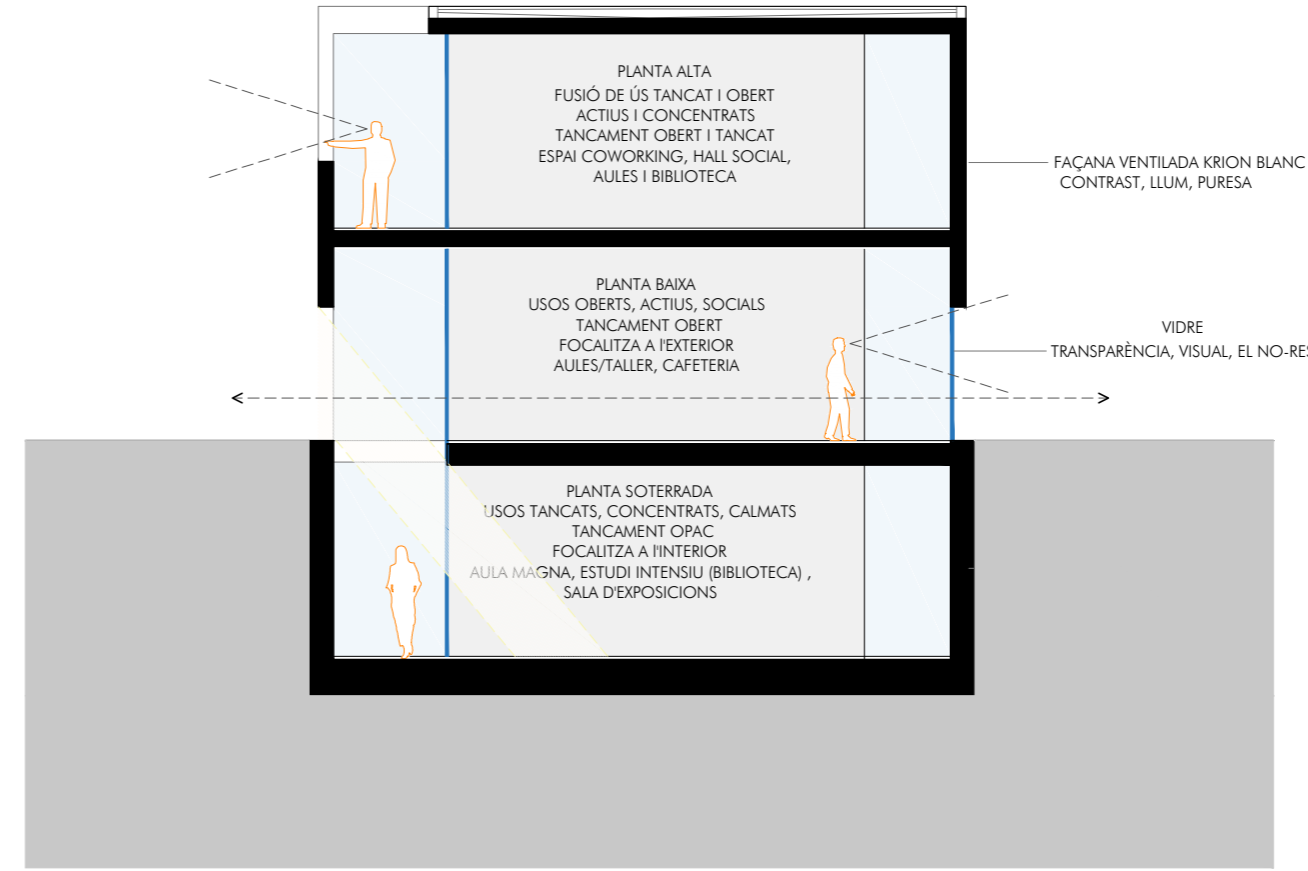 PLANTA ALTA
FUSIÓ DE ÚS TANCAT I OBERT
ACTIUS I CONCENTRATS
TANCAMENT OBERT I TANCAT
ESPAI COWORKING, HALL SOCIAL,
AULES I BIBLIOTECA
FAÇANA VENTILADA KRION BLANC
CONTRAST, LLUM, PURESA
PLANTA BAIXA
USOS OBERTS, ACTIUS, SOCIALS
TANCAMENT OBERT
FOCALITZA A l'EXTERIOR
AULES/TALLER, CAFETERIA
VIDRE
TRANSPARÈNCIA, VISUAL, EL NO-RES
PLANTA SOTERRADA
USOS TANCATS, CONCENTRATS, CALMATS
TANCAMENT OPAC
FOCALITZA A l'INTERIOR
AULA MAGNA, ESTUDI INTENSIU (BIBLIOTECA) ,
SALA D'EXPOSICIONS